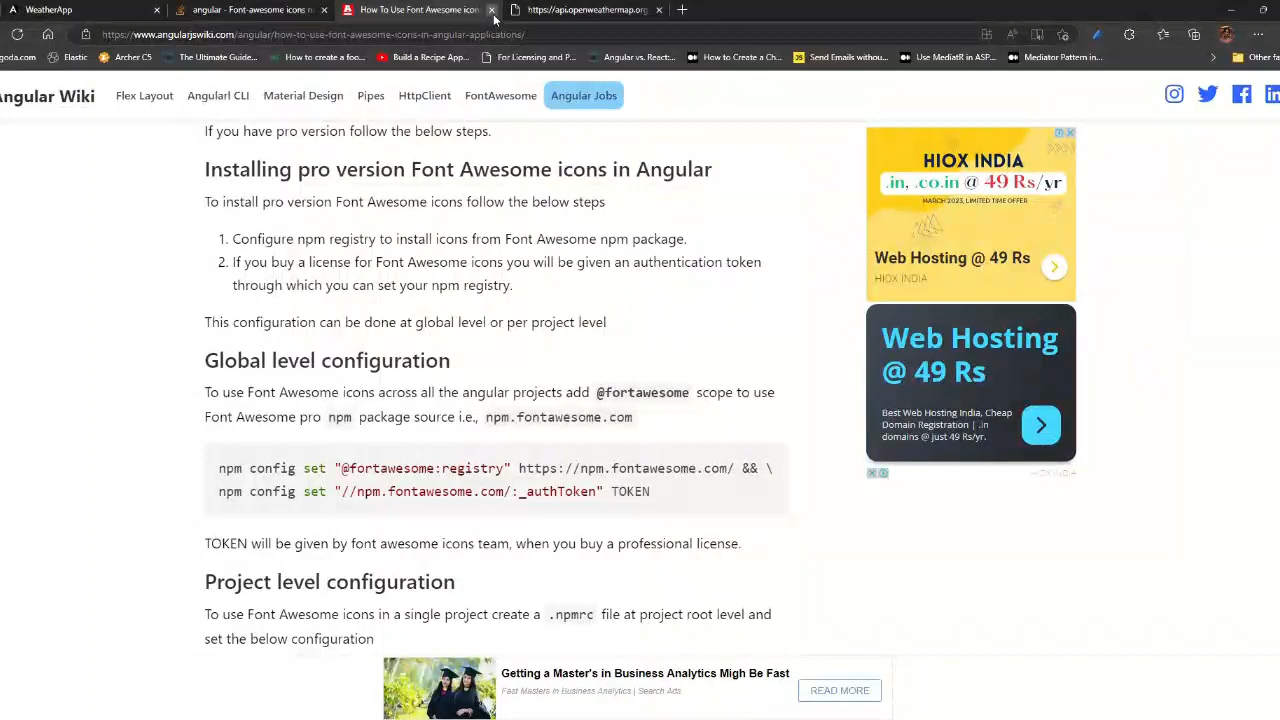 WeatherApp
angular - Font-awesome icons n
How To Use Font Awesome icon
https://api.openweathermap.org
https://www.angularjswiki.com/angular/how-to-use-font-awesome-icons-in-angular-applications/
goda.com
Elastic
Archer C5
The Ultimate Guide...
How to create a foo...
Build a Recipe App...
For Licensing and P...
Angular vs. React:...
How to Create a Ch...
Send Emails withou...
Use MediatR in ASP...
Mediator Pattern in...
Other fa
Angular Wiki
Flex Layout
Angularl CLI
Material Design
Pipes
HttpClient
FontAwesome
Angular Jobs
If you have pro version follow the below steps.
Installing pro version Font Awesome icons in Angular
To install pro version Font Awesome icons follow the below steps
1. Configure npm registry to install icons from Font Awesome npm package.
2. If you buy a license for Font Awesome icons you will be given an authentication token
through which you can set your npm registry.
This configuration can be done at global level or per project level
Global level configuration
To use Font Awesome icons across all the angular projects add @fortawesome scope to use
Font Awesome pro npm package source i.e., npm.fontawesome.com
npm config set "@fortawesome:registry" https://npm.fontawesome.com/ && \
npm config set "//npm.fontawesome.com/:_authToken" TOKEN
TOKEN will be given by font awesome icons team, when you buy a professional license.
Project level configuration
To use Font Awesome icons in a single project create a .npmrc file at project root level and
set the below configuration
HIOX INDIA
.in, .co.in @ 49 Rs/yr
MARCH 2023, LIMITED TIME OFFER
Web Hosting @ 49 Rs
HIOX INDIA
Web Hosting
@ 49 Rs
Best Web Hosting India, Cheap
Domain Registration | .in
domains @ just 49 Rs/yr.
HIOX INDIA
Getting a Master's in Business Analytics Migh Be Fast
Fast Masters in Business Analytics | Search Ads
READ MORE